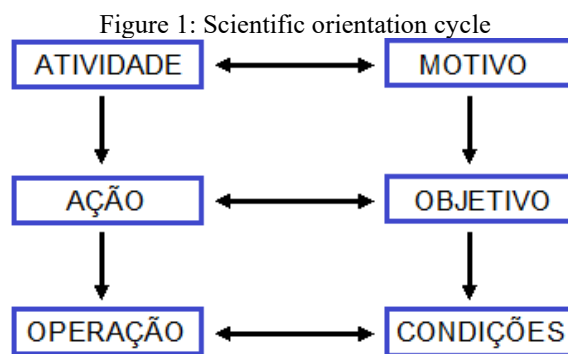 Figure 1: Scientific orientation cycle
ATIVIDADE
MOTIVO
AÇÃO
OBJETIVO
OPERAÇÃO
CONDIÇÕES